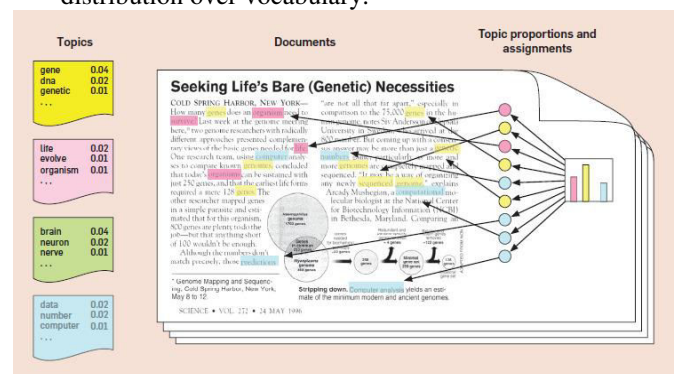 distribution over vocabulary.
Topics
Documents
Topic proportions and
assignments
gene 0.04
dna 0.02
genetic 0.01
. . .
life 0.02
evolve 0.01
organism 0.01
. . .
brain 0.04
neuron 0.02
nerve 0.01
. . .
data 0.02
number 0.02
computer 0.01
. . .
Seeking Life's Bare (Genetic) Necessities
COLD SPRING HARBOR, NEW YORK—
How many genes does an organism need to
survive? Last week at the genome meeting
here,* two genome researchers with radically
different approaches presented complemen-
tary views of the basic genes needed for life.
One research team, using computer analy-
ses to compare known genomes, concluded
that today's organisms can be sustained with
just 250 genes, and that the earliest life forms
required a mere 128 genes. The
other researcher mapped genes
in a simple parasite and esti-
mated that for this organism,
800 genes are plenty to do the
job—but that anything short
of 100 wouldn't be enough.
Although the numbers don't
match precisely, those predictions
* Genome Mapping and Sequenc-
ing, Cold Spring Harbor, New York,
May 8 to 12
"are not all that far apart," especially in
comparison to the 75,000 genes in the hu-
man genome, notes Siv Andersson
University in arrived at the
800 number. But coming up with a
sus answer may be more than just a
numbers particularly as more and
more genomes are mapped and
sequenced. "It may be a way of organizing
any newly sequenced genome," explains
Arcady Mushegian, a computational mo-
lecular biologist at the National Center
for Biotechnology Information (NCBI)
in Bethesda, Maryland. Comparing an
Haemophilus
genome
1703 genes
Mycoplasma
genome
genes
Stripping down. Computer analysis yields an esti-
mate of the minimum modern and ancient genomes.
SCIENCE • VOL. 272 • 24 MAY 1996